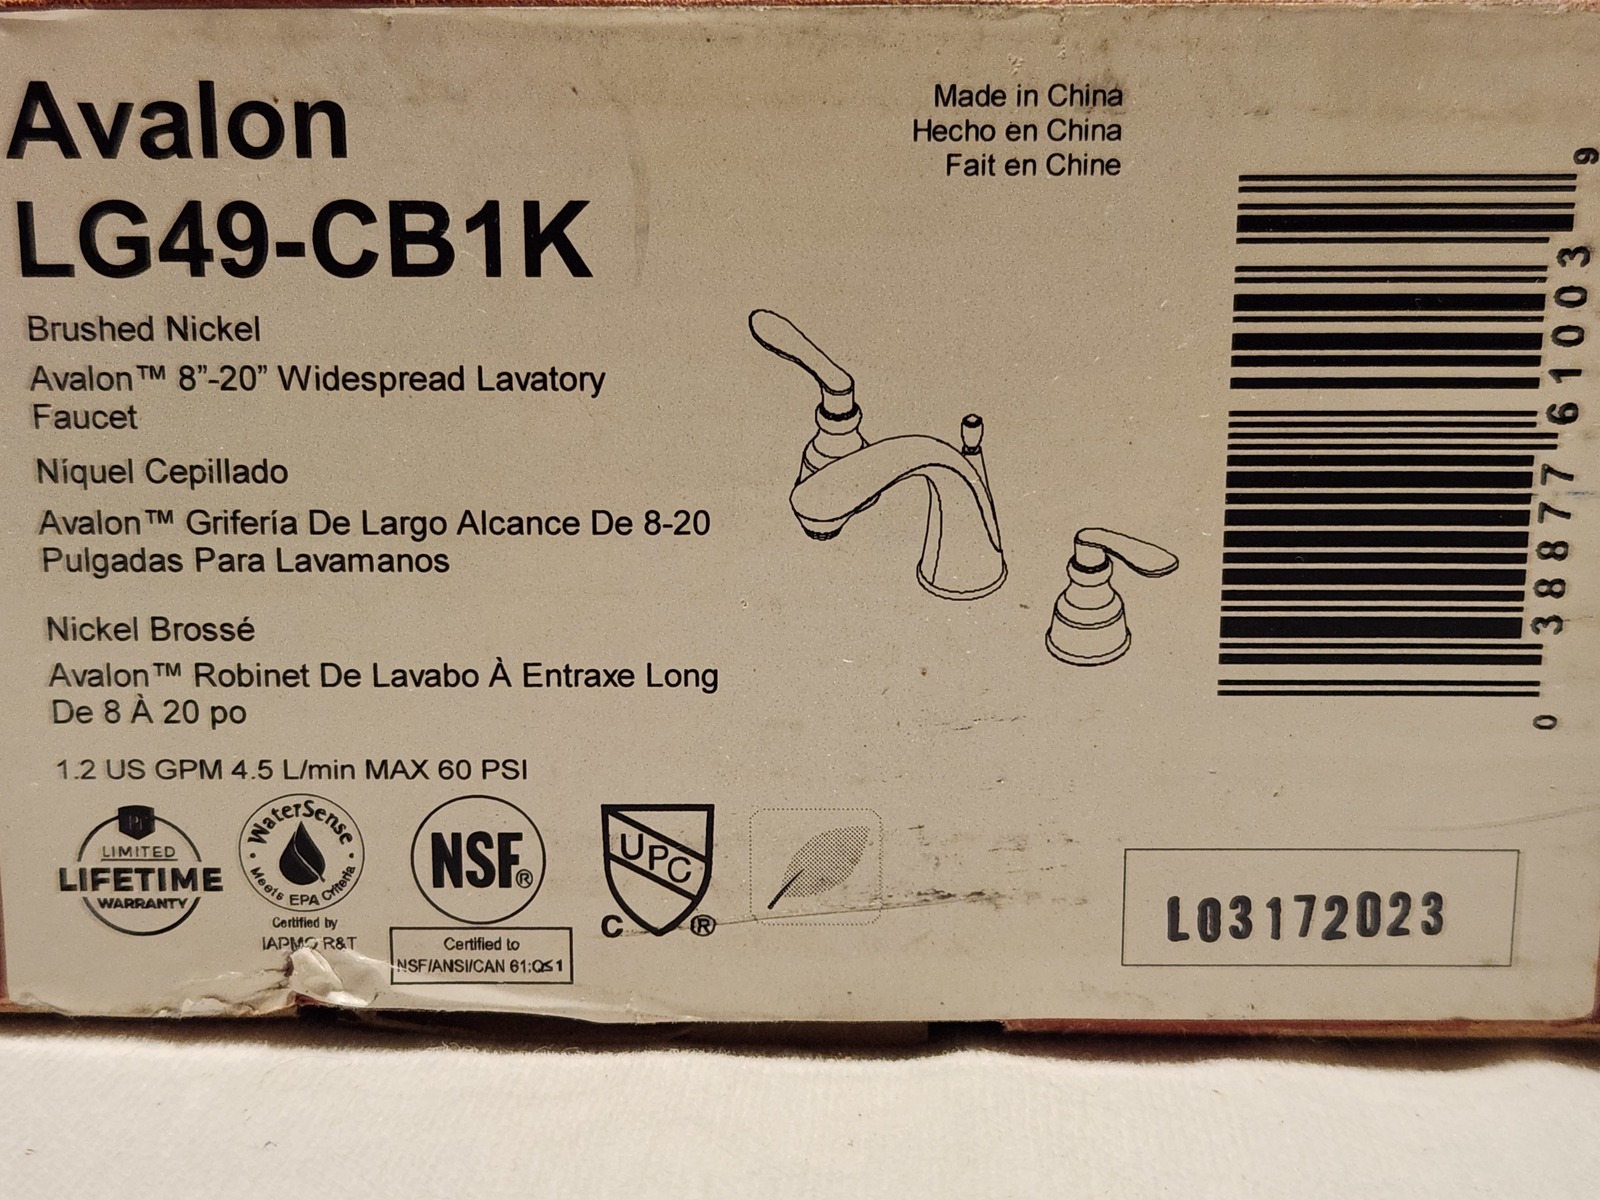 Avalon
LG49-CB1K
Brushed Nickel
Avalon™ 8”-20” Widespread Lavatory
Faucet
Níquel Cepillado
Avalon™ Grifería De Largo Alcance De 8-20
Pulgadas Para Lavamanos
Nickel Brossé
Avalon™ Robinet De Lavabo À Entraxe Long
De 8 À 20 po
1.2 US GPM 4.5 L/min MAX 60 PSI
Made in China
Hecho en China
Fait en Chine
0 38877 61003 9
PF
LIMITED
LIFETIME
WARRANTY
WaterSense
Meets EPA Criteria
Certified by
IAPMO R&T
NSF®
Certified to
NSF/ANSI/CAN 61:Q≤1
UPC
C ®
L03172023